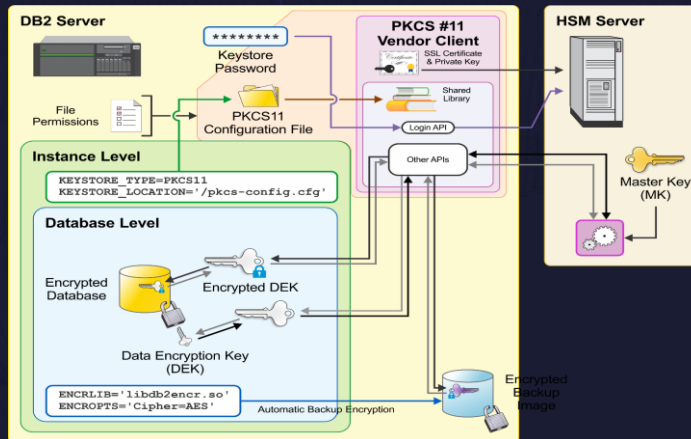 DB2 Server
********
Keystore
Password
File
Permissions
PKCS11
Configuration File
PKCS #11
Vendor Client
SSL Certificate
& Private Key
Certificate
Shared
Library
Login API
Other APIs
HSM Server
Master Key
(MK)
Instance Level
KEYSTORE_TYPE=PKCS11
KEYSTORE_LOCATION='/pkcs-config.cfg'
Database Level
Encrypted
Database
Encrypted DEK
Data Encryption Key
(DEK)
ENCRLIB='libdb2encr.so'
ENCROPTS='Cipher=AES'
Automatic Backup Encryption
Encrypted
Backup
Image